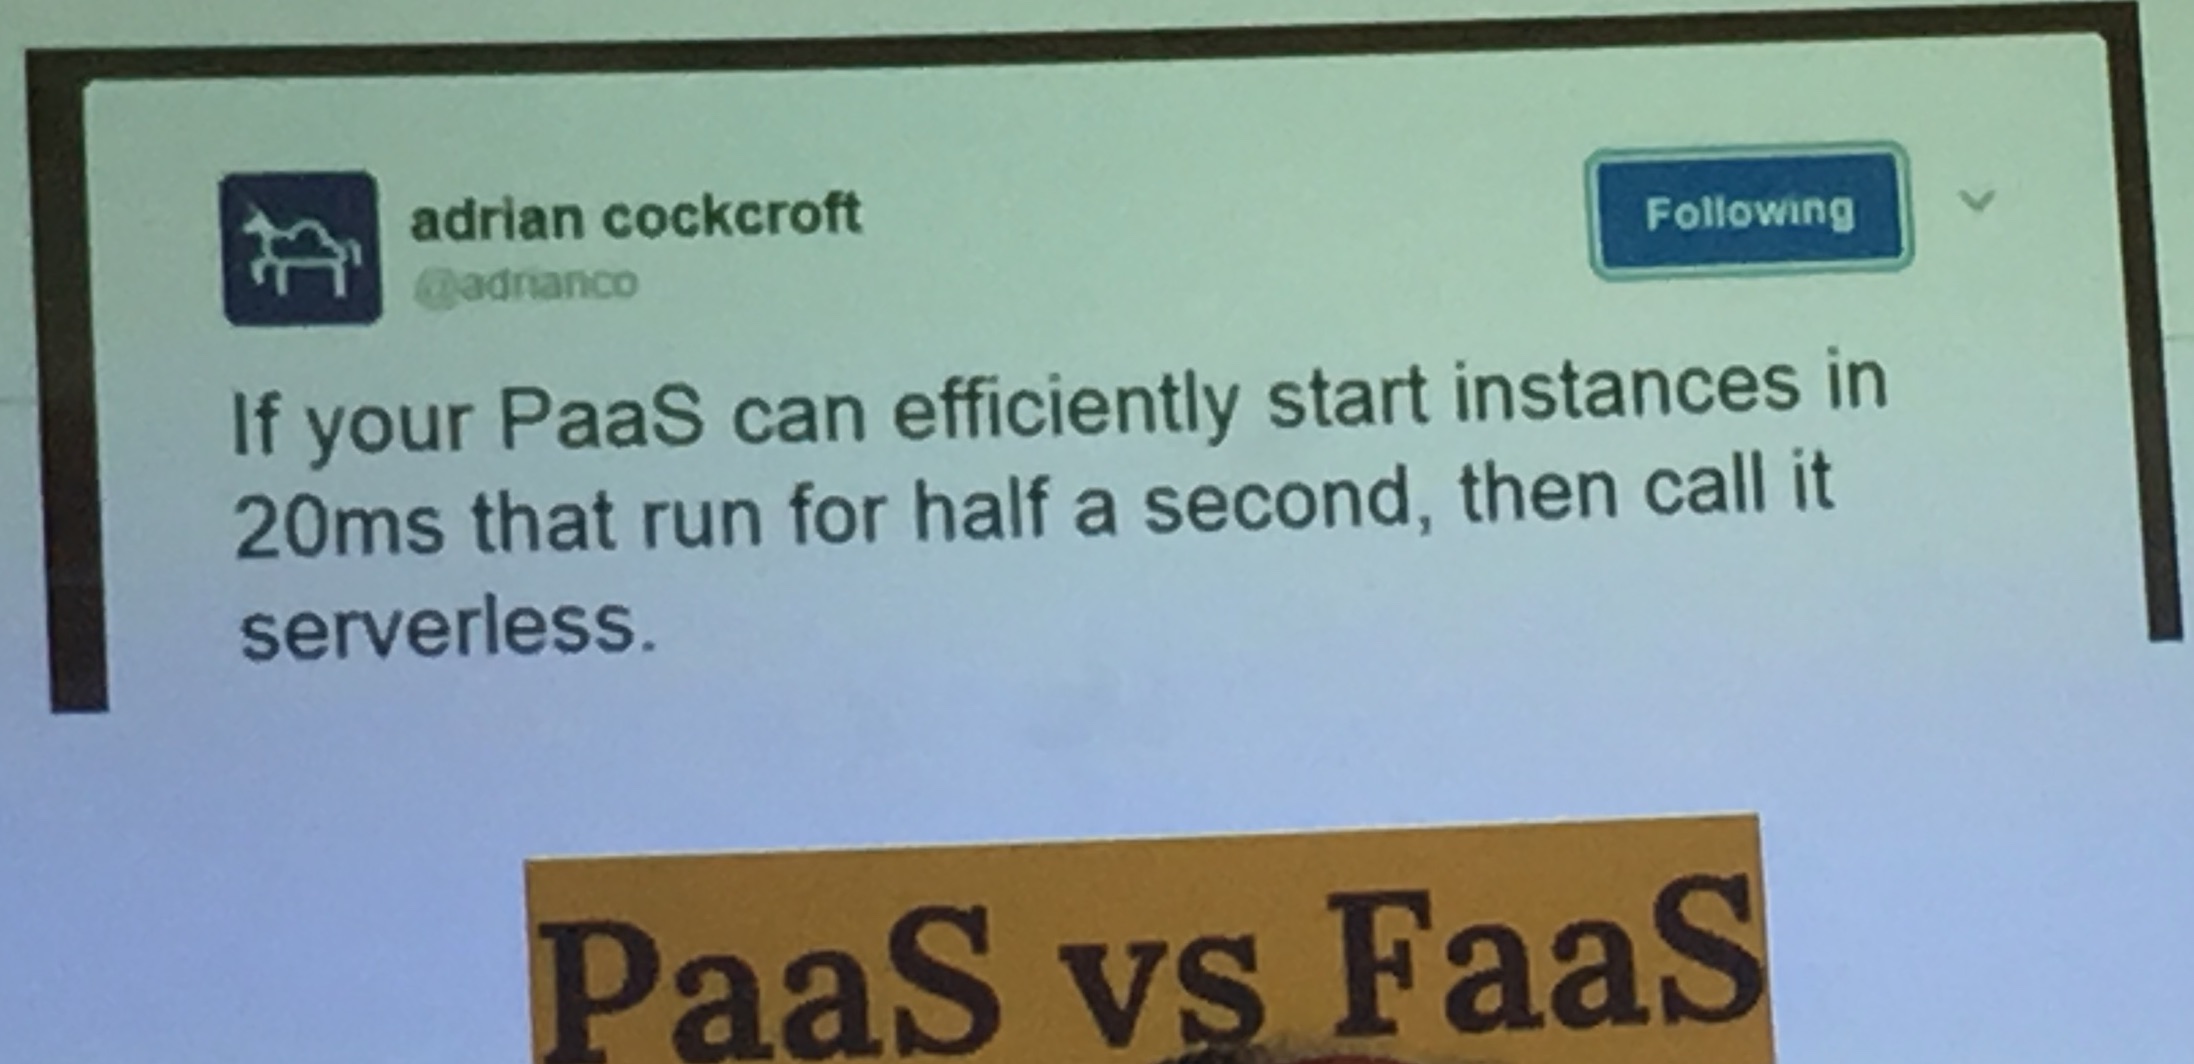 adrian cockcroft
@adrianco
Following
If your PaaS can efficiently start instances in
20ms that run for half a second, then call it
serverless.
PaaS vs FaaS